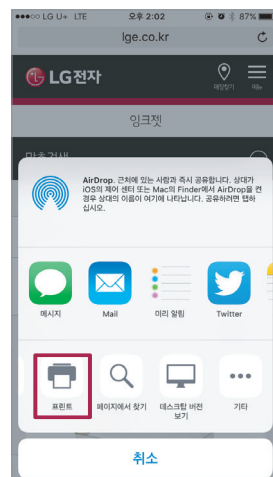 LG U+ LTE 오후 2:02 87%
lge.co.kr
LG전자
매장찾기 메뉴
잉크젯
맞춤검색
AirDrop. 근처에 있는 사람과 즉시 공유합니다. 상대가
iOS의 제어 센터 또는 Mac의 Finder에서 AirDrop을 켠
경우 상대의 이름이 여기에 나타납니다. 공유하려면 탭하
십시오.
메시지 Mail 미리 알림 Twitter
프린트 페이지에서 찾기 데스크탑 버전 기타
보기
취소